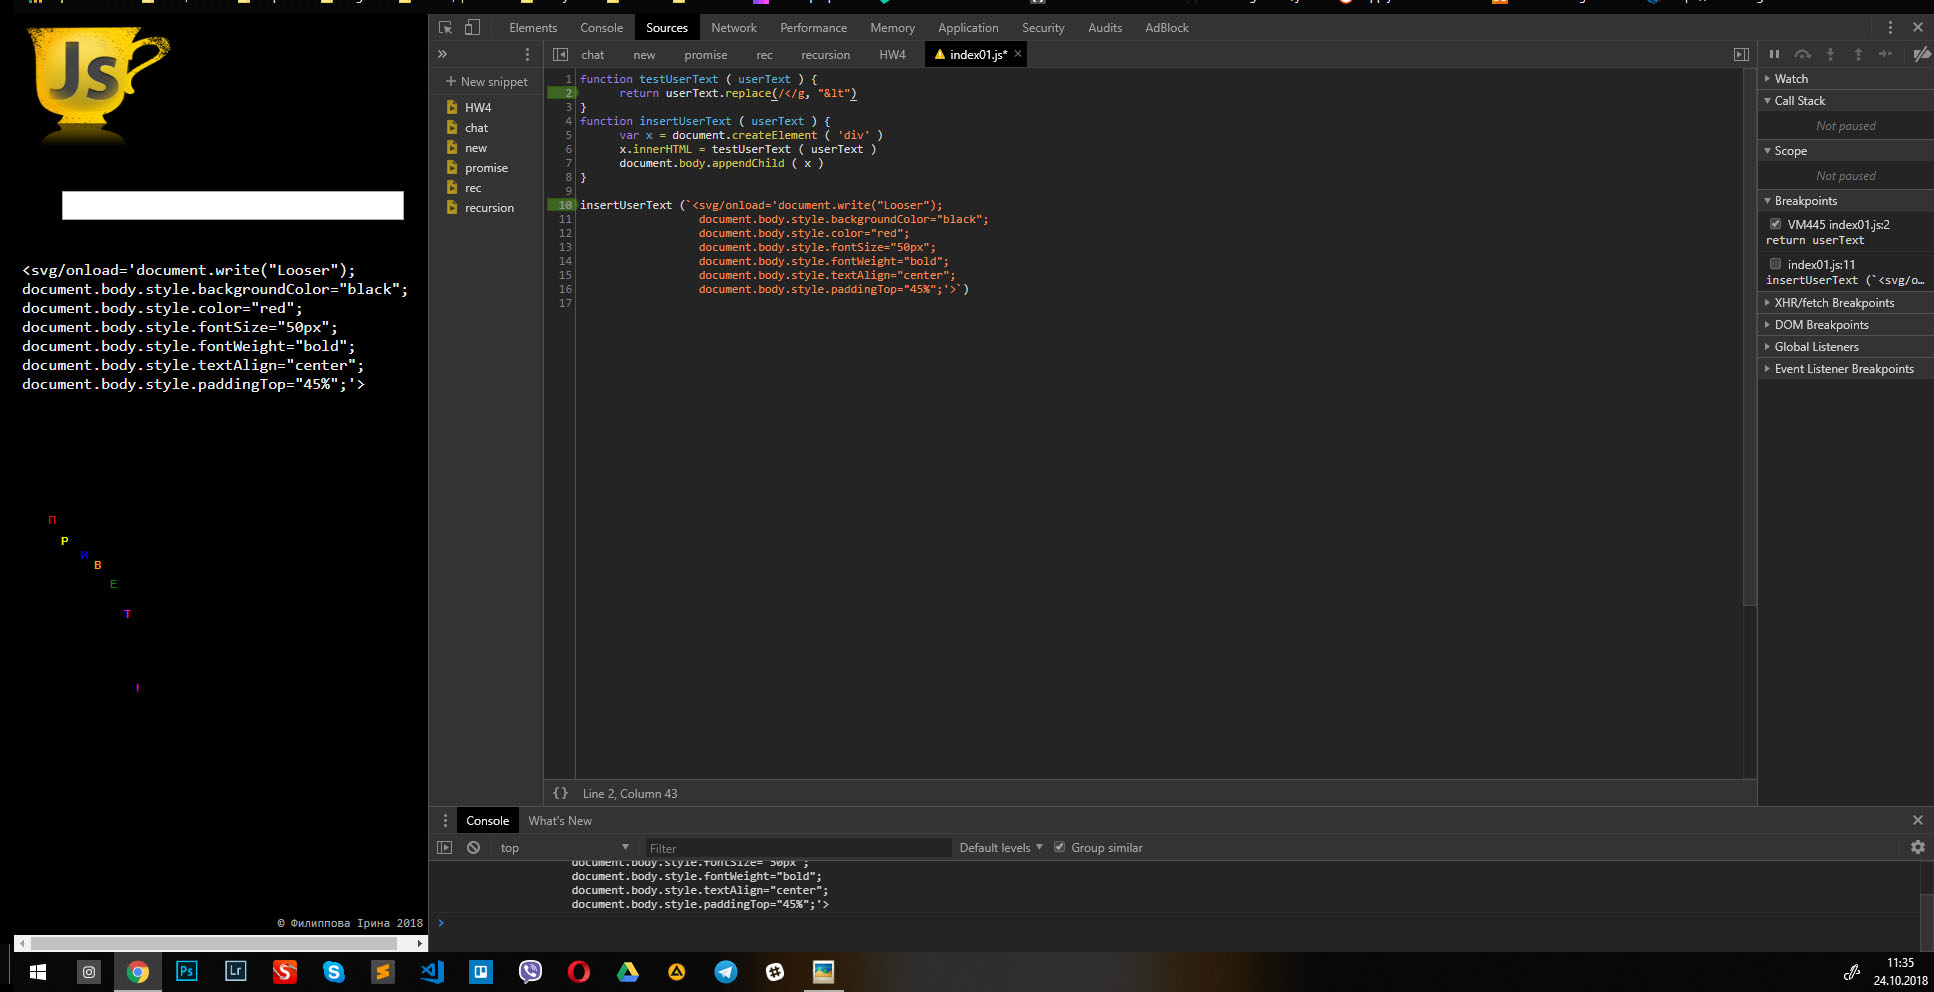 Js
<svg/onload='document.write("Looser");
document.body.style.backgroundColor="black";
document.body.style.color="red";
document.body.style.fontSize="50px";
document.body.style.fontWeight="bold";
document.body.style.textAlign="center";
document.body.style.paddingTop="45%";'>
П
Р
И
В
Е
Т
!
© Филиппова Ірина 2018
Elements Console Sources Network Performance Memory Application Security Audits AdBlock
chat new promise rec recursion HW4 index01.js* ×
+ New snippet
HW4
chat
new
promise
rec
recursion
1 function testUserText ( userText ) {
2 return userText.replace(/</g, "&lt")
3 }
4 function insertUserText ( userText ) {
5 var x = document.createElement ( 'div' )
6 x.innerHTML = testUserText ( userText )
7 document.body.appendChild ( x )
8 }
9
10 insertUserText (`<svg/onload='document.write("Looser");
11 document.body.style.backgroundColor="black";
12 document.body.style.color="red";
13 document.body.style.fontSize="50px";
14 document.body.style.fontWeight="bold";
15 document.body.style.textAlign="center";
16 document.body.style.paddingTop="45%";'>`)
17
{} Line 2, Column 43
Watch
Call Stack
Not paused
Scope
Not paused
Breakpoints
VM445 index01.js:2
return userText
index01.js:11
insertUserText (`<svg/o…
XHR/fetch Breakpoints
DOM Breakpoints
Global Listeners
Event Listener Breakpoints
Console What's New
top Filter Default levels Group similar
document.body.style.fontSize="50px";
document.body.style.fontWeight="bold";
document.body.style.textAlign="center";
document.body.style.paddingTop="45%";'>
>
Ps Lr
11:35
24.10.2018